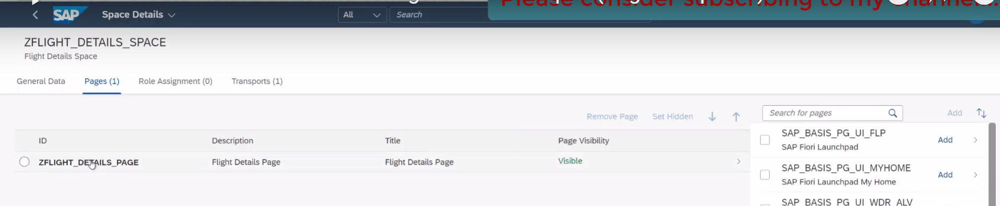 Please consider subscribing to my channel...
SAP
Space Details
All
Search
ZFLIGHT_DETAILS_SPACE
Flight Details Space
General Data
Pages (1)
Role Assignment (0)
Transports (1)
Remove Page
Set Hidden
Search for pages
Add
ID
Description
Title
Page Visibility
ZFLIGHT_DETAILS_PAGE
Flight Details Page
Flight Details Page
Visible
SAP_BASIS_PG_UI_FLP
Add
SAP Fiori Launchpad
SAP_BASIS_PG_UI_MYHOME
Add
SAP Fiori Launchpad My Home
SAP_BASIS_PG_UI_WDR_ALV